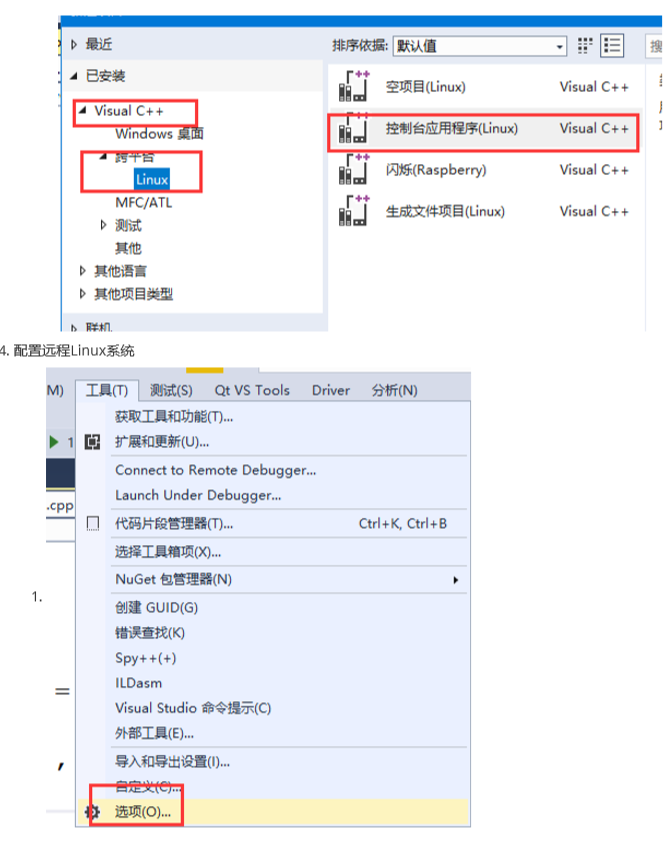 最近
排序依据: 默认值
搜
已安装
Visual C++
Windows 桌面
跨平台
Linux
MFC/ATL
测试
其他
其他语言
其他项目类型
联机
空项目(Linux) Visual C++
控制台应用程序(Linux) Visual C++
闪烁(Raspberry) Visual C++
生成文件项目(Linux) Visual C++
4. 配置远程Linux系统
1.
M) 工具(T) 测试(S) Qt VS Tools Driver 分析(N)
获取工具和功能(T)...
1 扩展和更新(U)...
Connect to Remote Debugger...
Launch Under Debugger...
.cpp
代码片段管理器(T)... Ctrl+K, Ctrl+B
选择工具箱项(X)...
NuGet 包管理器(N)
创建 GUID(G)
错误查找(K)
Spy++(+)
=
ILDasm
Visual Studio 命令提示(C)
外部工具(E)...
,
导入和导出设置(I)...
自定义(C)...
选项(O)...